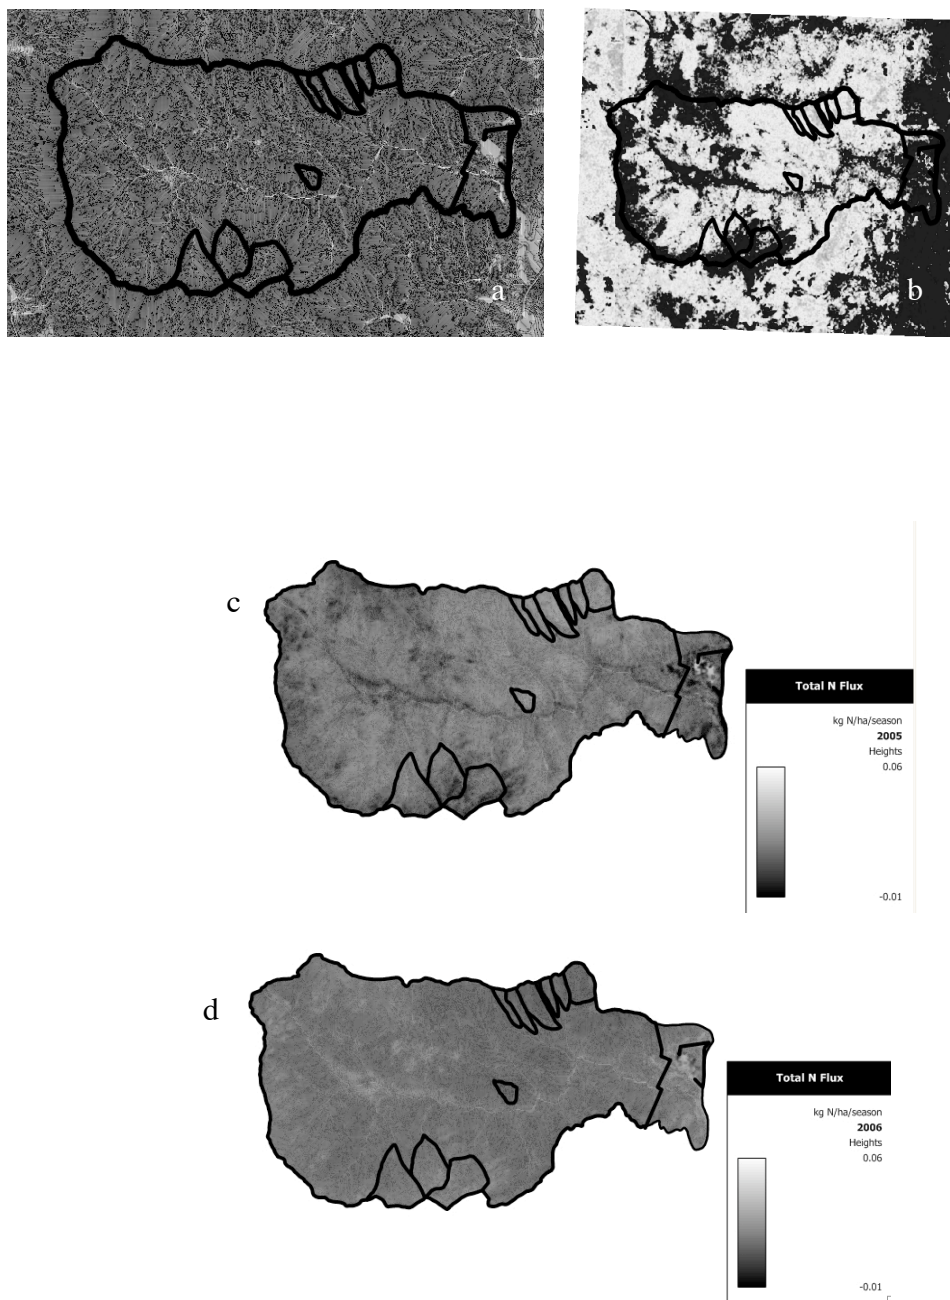 a
b
c
Total N Flux
kg N/ha/season
2005
Heights
0.06
-0.01
d
Total N Flux
kg N/ha/season
2006
Heights
0.06
-0.01